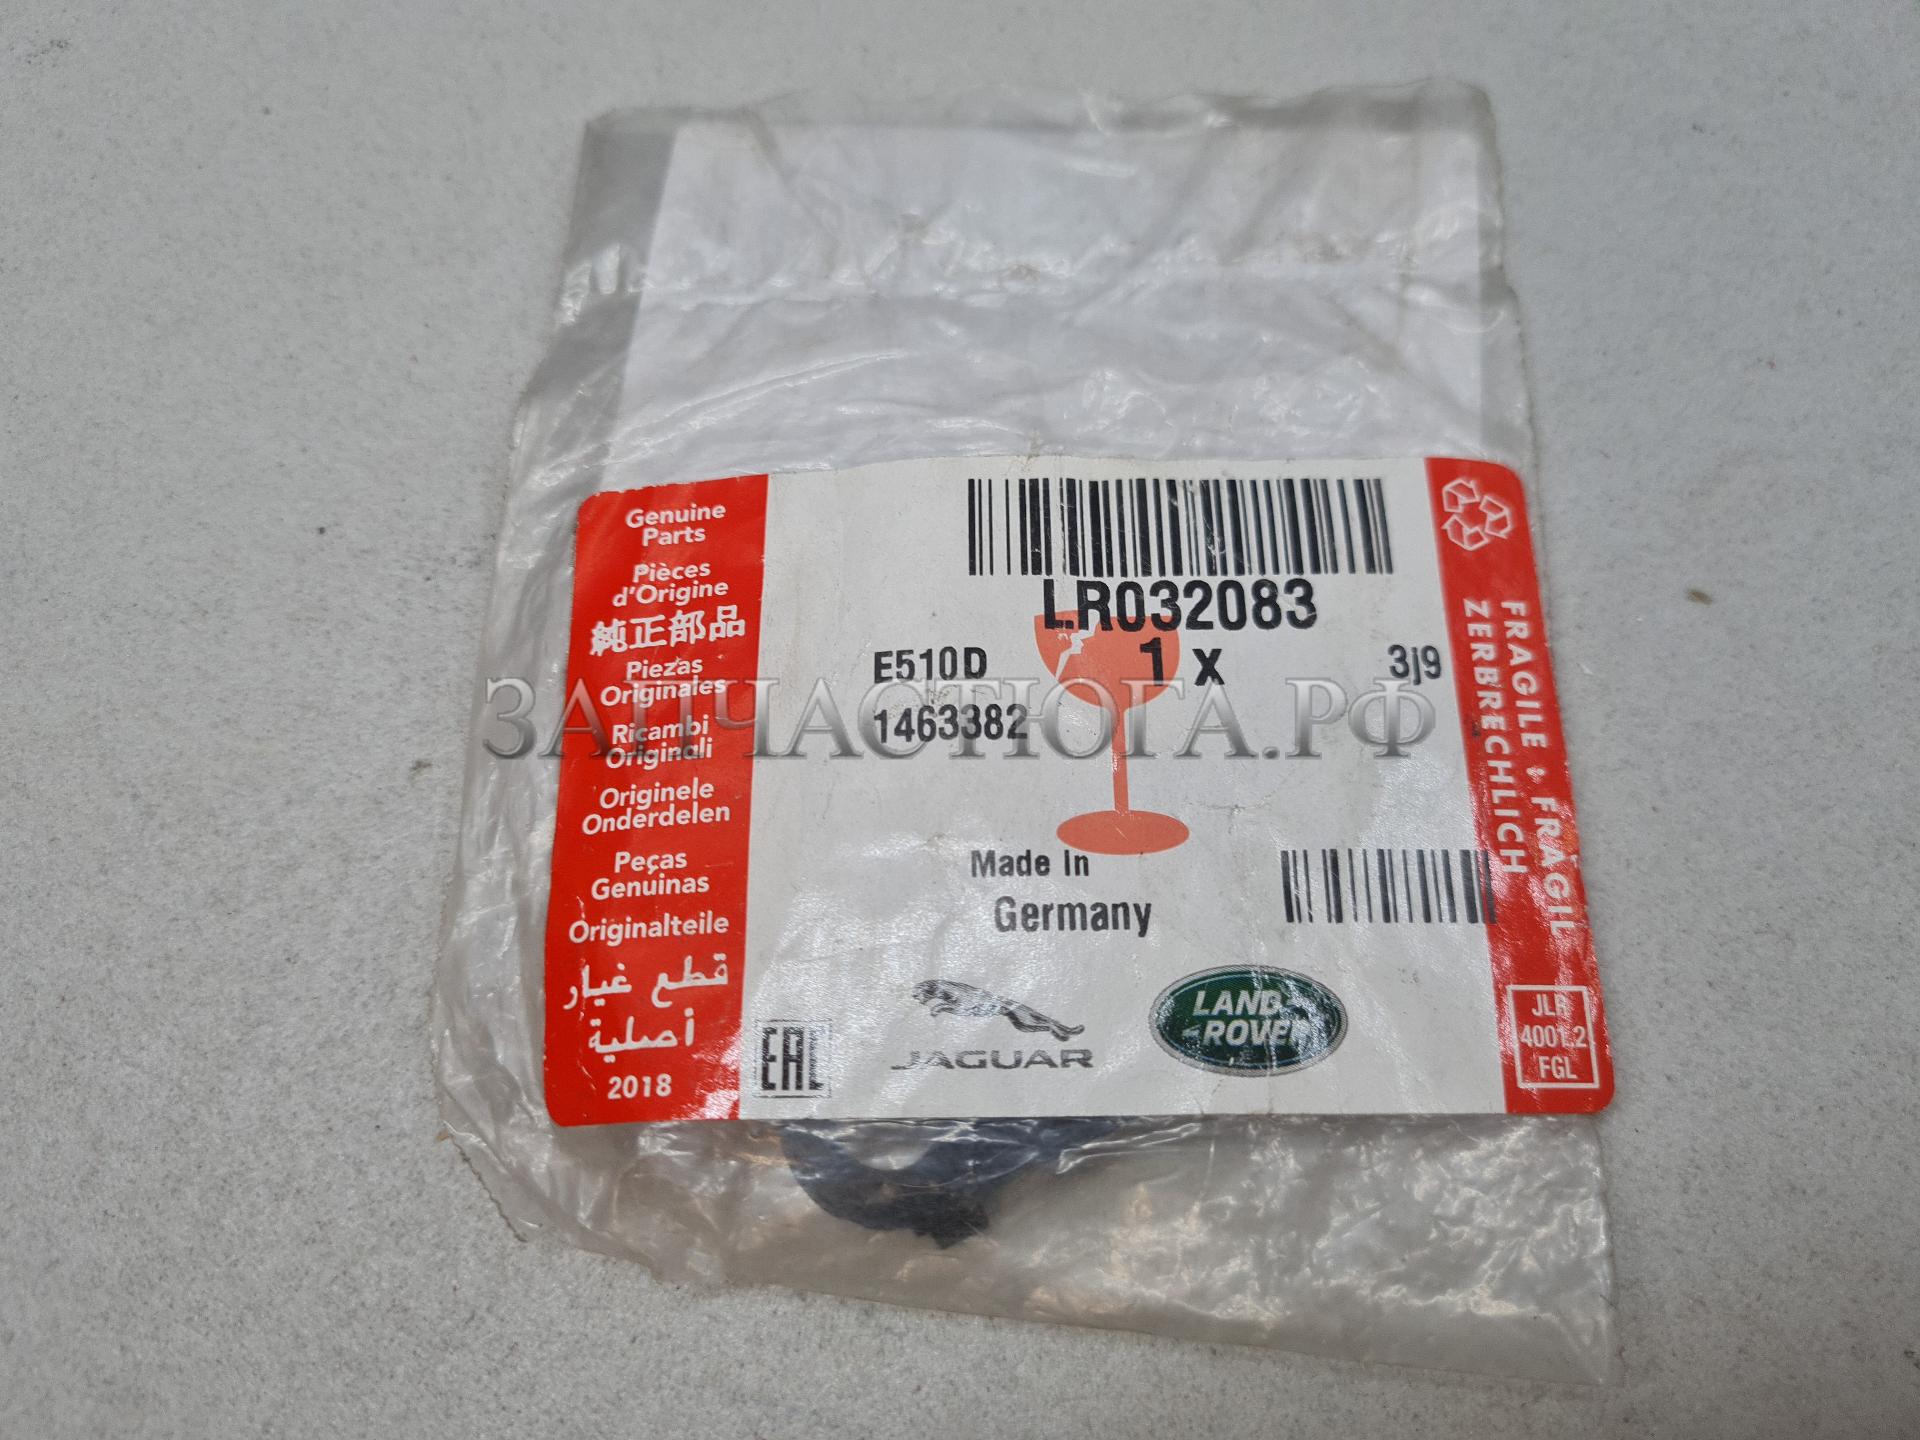 Genuine
Parts
Pièces
d'Origine
純正部品
Piezas
Originales
Ricambi
Originali
Originele
Onderdelen
Peças
Genuinas
Originalteile
قطع غيار
أصلية
2018
LR032083
E510D
1 x
3j9
1463382
ЗАПЧАСТЮГА.РФ
Made In
Germany
EAC
JAGUAR
LAND-
-ROVER
FRAGILE • FRAGIL
ZERBRECHLICH
JLR
4001.2
FGL